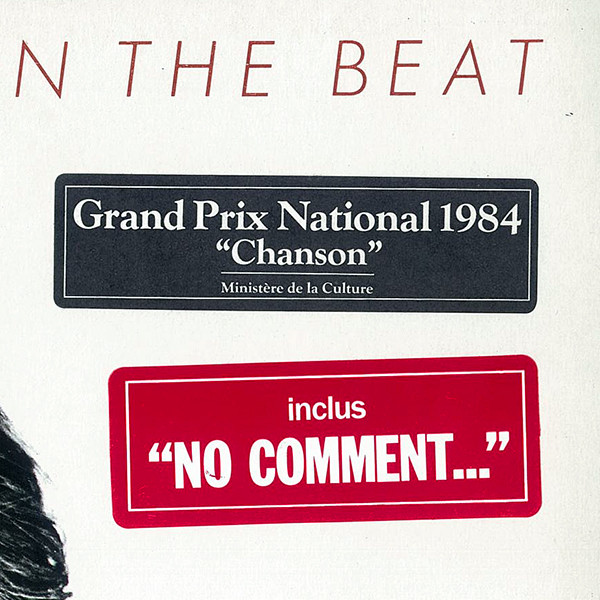 N THE BEAT
Grand Prix National 1984
“Chanson”
Ministère de la Culture
inclus
“NO COMMENT...”